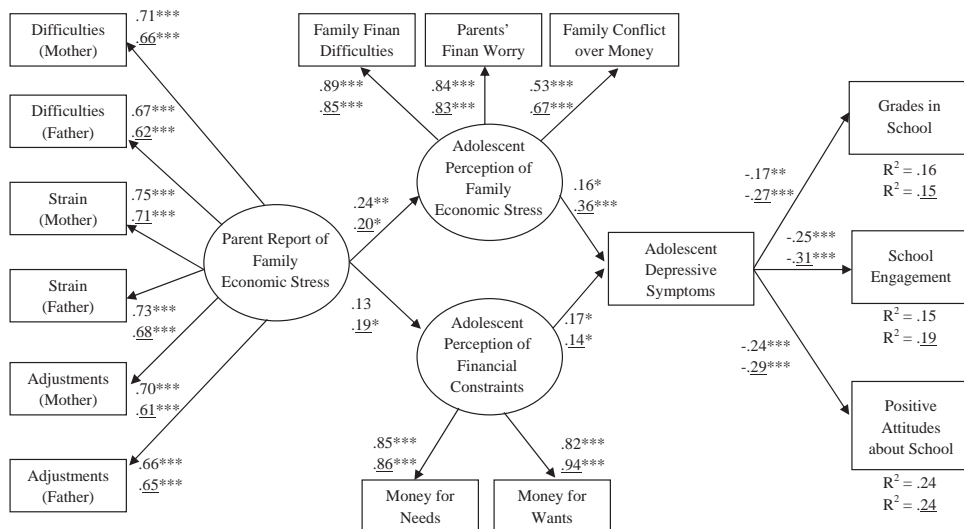 Difficulties
(Mother)
.71***
.66***
Difficulties
(Father)
.67***
.62***
Strain
(Mother)
.75***
.71***
Strain
(Father)
.73***
.68***
Adjustments
(Mother)
.70***
.61***
Adjustments
(Father)
.66***
.65***
Parent Report of
Family
Economic Stress
.24**
.20*
.13
.19*
Family Finan
Difficulties
.89***
.85***
Parents’
Finan Worry
.84***
.83***
Family Conflict
over Money
.53***
.67***
Adolescent
Perception of
Family
Economic Stress
.16*
.36***
Adolescent
Perception of
Financial
Constraints
.17*
.14*
.85***
.86***
.82***
.94***
Money for
Needs
Money for
Wants
Adolescent
Depressive
Symptoms
-.17**
-.27***
-.25***
-.31***
-.24***
-.29***
Grades in
School
R² = .16
R² = .15
School
Engagement
R² = .15
R² = .19
Positive
Attitudes
about School
R² = .24
R² = .24